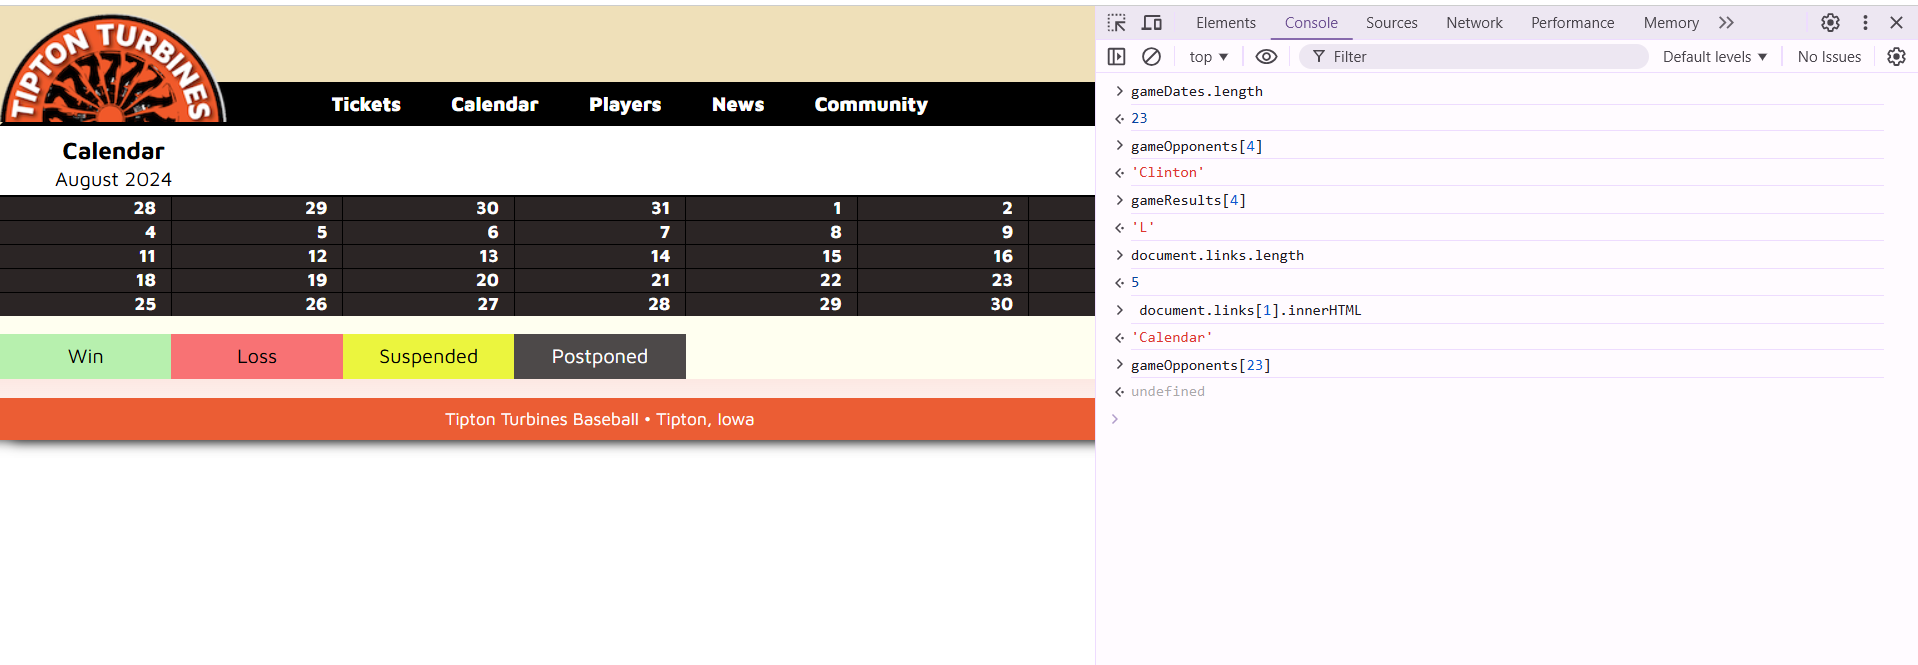 TIPTON TURBINES
Tickets Calendar Players News Community
Calendar
August 2024
28 29 30 31 1 2
4 5 6 7 8 9
11 12 13 14 15 16
18 19 20 21 22 23
25 26 27 28 29 30
Win Loss Suspended Postponed
Tipton Turbines Baseball • Tipton, Iowa
Elements Console Sources Network Performance Memory
top Filter Default levels No Issues
gameDates.length
23
gameOpponents[4]
'Clinton'
gameResults[4]
'L'
document.links.length
5
document.links[1].innerHTML
'Calendar'
gameOpponents[23]
undefined